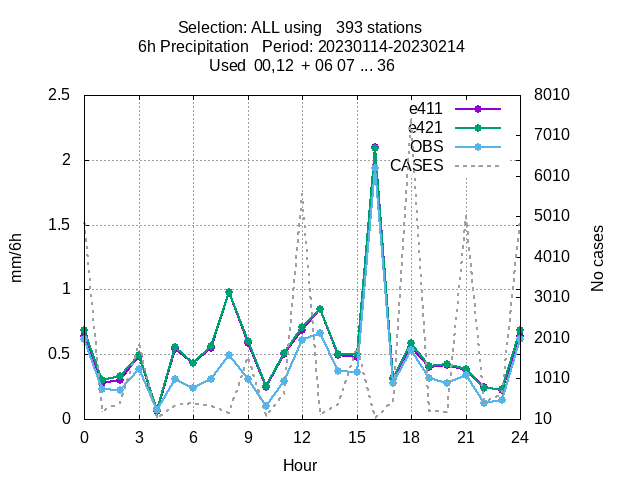 Selection: ALL using   393 stations
6h Precipitation   Period: 20230114-20230214
Used  00,12  + 06 07 ... 36
2.5
2
1.5
1
0.5
0
mm/6h
8010
7010
6010
5010
4010
3010
2010
1010
10
No cases
e411
e421
OBS
CASES
0 3 6 9 12 15 18 21 24
Hour